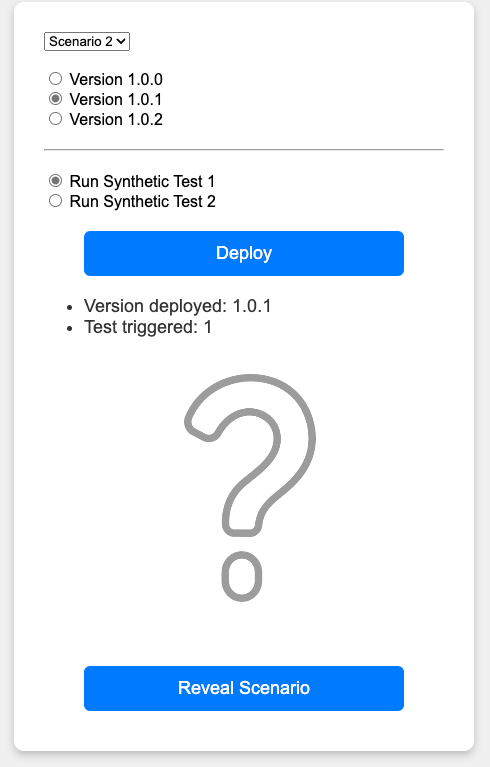 Scenario 2
Version 1.0.0
Version 1.0.1
Version 1.0.2
Run Synthetic Test 1
Run Synthetic Test 2
Deploy
Version deployed: 1.0.1
Test triggered: 1
?
Reveal Scenario